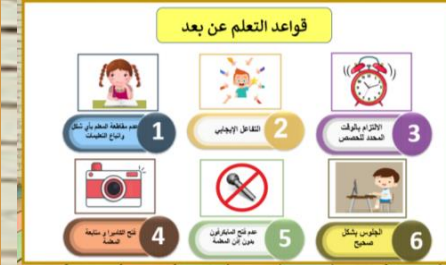 قواعد التعلم عن بعد
عدم مقاطعة المعلم بأي شكل
واتباع التعليمات
1
التفاعل الإيجابي
2
الالتزام بالوقت
المحدد للحصص
3
فتح الكاميرا و متابعة
المعلمة
4
عدم فتح المايكرفون
بدون إذن المعلمة
5
الجلوس بشكل
صحيح
6